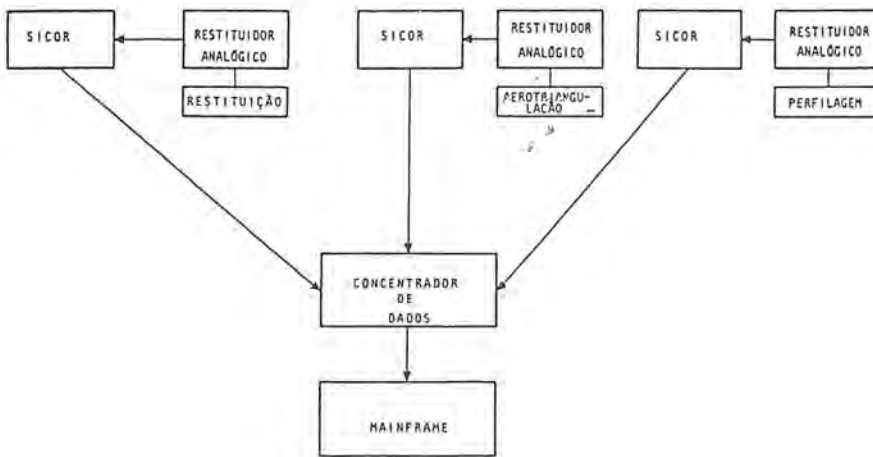 SICOR
RESTITUIDOR
ANALÓGICO
RESTITUIÇÃO
SICOR
RESTITUIDOR
ANALÓGICO
AEROTRIANGU-
LAÇÃO
SICOR
RESTITUIDOR
ANALÓGICO
PERFILAGEM
CONCENTRADOR
DE
DADOS
MAINFRAME